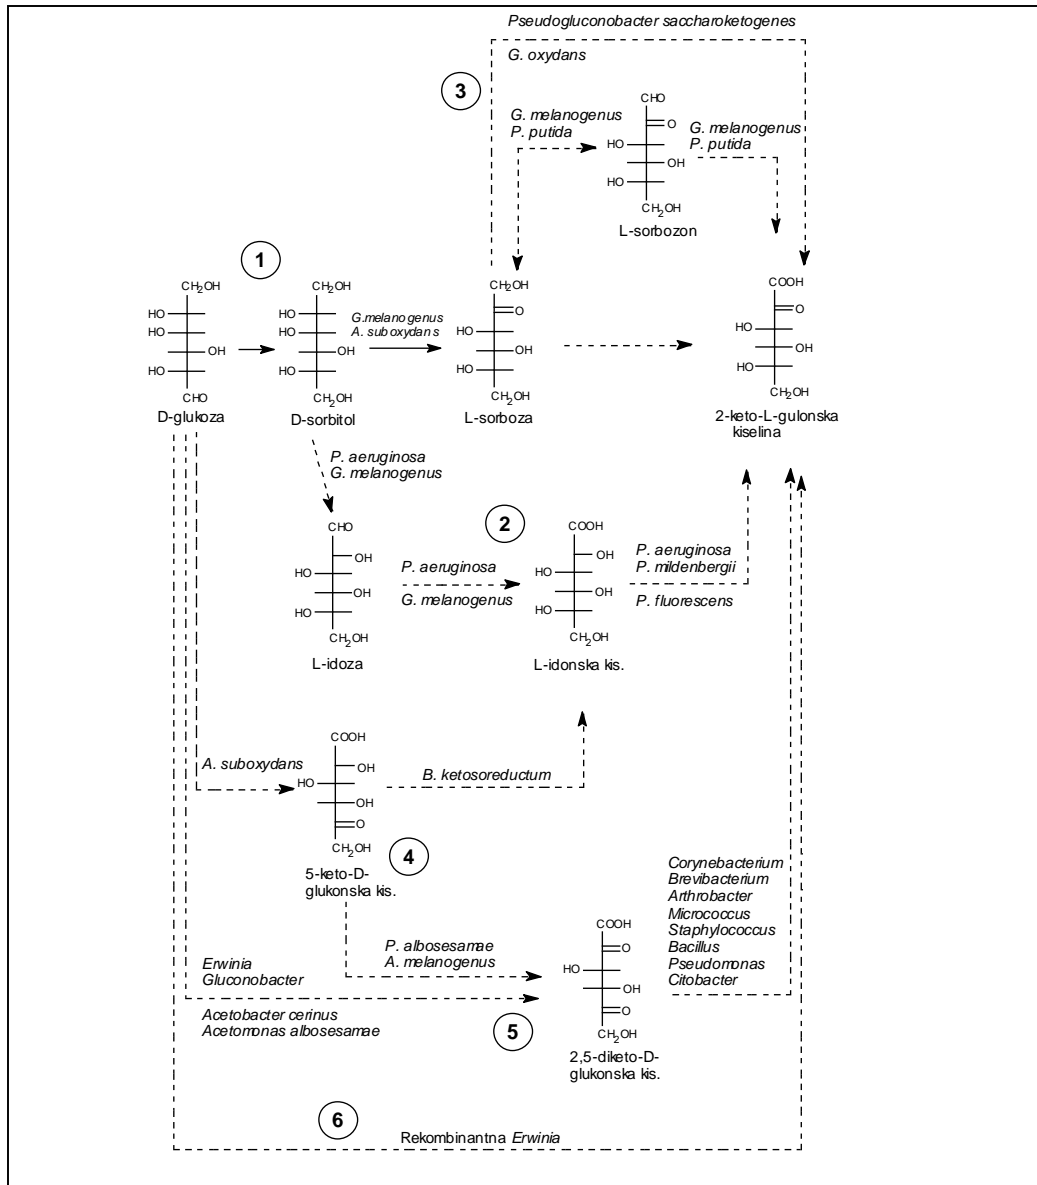 Pseudogluconobacter saccharoketogenes
G. oxydans
3
G. melanogenus
P. putida
CHO
O
HO
OH
HO
CH2OH
L-sorbozon
G. melanogenus
P. putida
1
CH2OH
HO
HO
OH
HO
CHO
D-glukoza
CH2OH
HO
HO
OH
HO
CH2OH
D-sorbitol
G.melanogenus
A. suboxydans
CH2OH
O
HO
OH
HO
CH2OH
L-sorboza
COOH
O
HO
OH
HO
CH2OH
2-keto-L-gulonska
kiselina
P. aeruginosa
G. melanogenus
2
CHO
OH
HO
OH
HO
CH2OH
L-idoza
P. aeruginosa
G. melanogenus
COOH
OH
HO
OH
HO
CH2OH
L-idonska kis.
P. aeruginosa
P. mildenbergii
P. fluorescens
A. suboxydans
COOH
OH
HO
OH
O
CH2OH
5-keto-D-
glukonska kis.
B. ketosoreductum
4
P. albosesamae
A. melanogenus
Erwinia
Gluconobacter
Acetobacter cerinus
Acetomonas albosesamae
5
COOH
O
HO
OH
O
CH2OH
2,5-diketo-D-
glukonska kis.
Corynebacterium
Brevibacterium
Arthrobacter
Micrococcus
Staphylococcus
Bacillus
Pseudomonas
Citobacter
6
Rekombinantna Erwinia